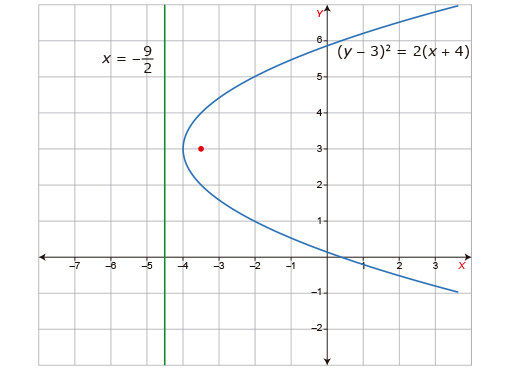 Y
6
(y – 3)² = 2(x + 4)
x = –9/2
5
4
3
2
1
–7 –6 –5 –4 –3 –2 –1 1 2 3 X
–1
–2